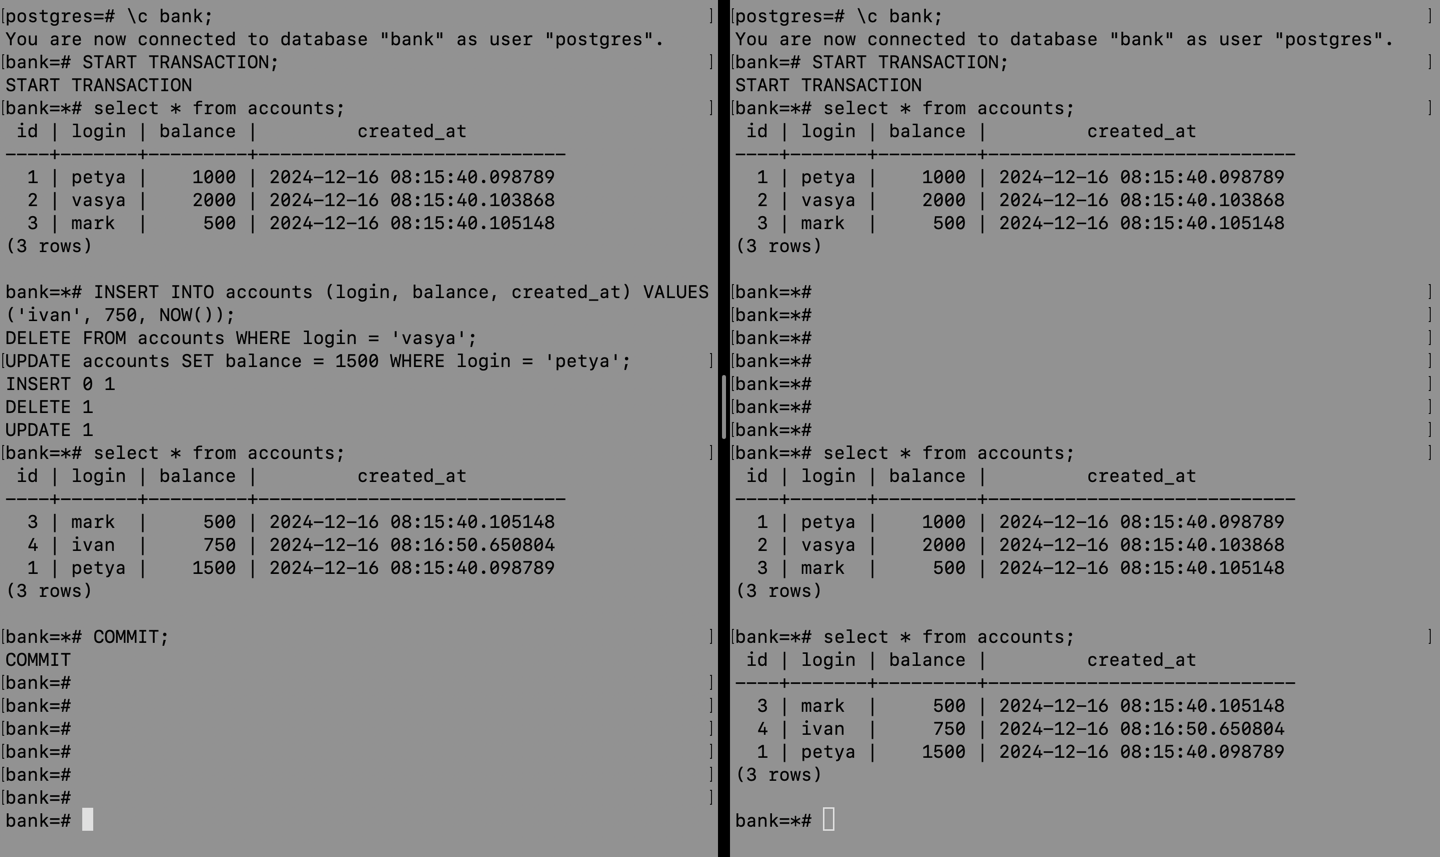 [postgres=# \c bank; ]
You are now connected to database "bank" as user "postgres".
[bank=# START TRANSACTION; ]
START TRANSACTION
[bank=*# select * from accounts; ]
 id | login | balance |         created_at
----+-------+---------+----------------------------
  1 | petya |    1000 | 2024-12-16 08:15:40.098789
  2 | vasya |    2000 | 2024-12-16 08:15:40.103868
  3 | mark  |     500 | 2024-12-16 08:15:40.105148
(3 rows)

bank=*# INSERT INTO accounts (login, balance, created_at) VALUES
('ivan', 750, NOW());
DELETE FROM accounts WHERE login = 'vasya';
[UPDATE accounts SET balance = 1500 WHERE login = 'petya'; ]
INSERT 0 1
DELETE 1
UPDATE 1
[bank=*# select * from accounts; ]
 id | login | balance |         created_at
----+-------+---------+----------------------------
  3 | mark  |     500 | 2024-12-16 08:15:40.105148
  4 | ivan  |     750 | 2024-12-16 08:16:50.650804
  1 | petya |    1500 | 2024-12-16 08:15:40.098789
(3 rows)

[bank=*# COMMIT; ]
COMMIT
[bank=# ]
[bank=# ]
[bank=# ]
[bank=# ]
[bank=# ]
[bank=# ]
bank=#
[postgres=# \c bank; ]
You are now connected to database "bank" as user "postgres".
[bank=# START TRANSACTION; ]
START TRANSACTION
[bank=*# select * from accounts; ]
 id | login | balance |         created_at
----+-------+---------+----------------------------
  1 | petya |    1000 | 2024-12-16 08:15:40.098789
  2 | vasya |    2000 | 2024-12-16 08:15:40.103868
  3 | mark  |     500 | 2024-12-16 08:15:40.105148
(3 rows)

[bank=*# ]
[bank=*# ]
[bank=*# ]
[bank=*# ]
[bank=*# ]
[bank=*# ]
[bank=*# ]
[bank=*# select * from accounts; ]
 id | login | balance |         created_at
----+-------+---------+----------------------------
  1 | petya |    1000 | 2024-12-16 08:15:40.098789
  2 | vasya |    2000 | 2024-12-16 08:15:40.103868
  3 | mark  |     500 | 2024-12-16 08:15:40.105148
(3 rows)

[bank=*# select * from accounts; ]
 id | login | balance |         created_at
----+-------+---------+----------------------------
  3 | mark  |     500 | 2024-12-16 08:15:40.105148
  4 | ivan  |     750 | 2024-12-16 08:16:50.650804
  1 | petya |    1500 | 2024-12-16 08:15:40.098789
(3 rows)

bank=*#